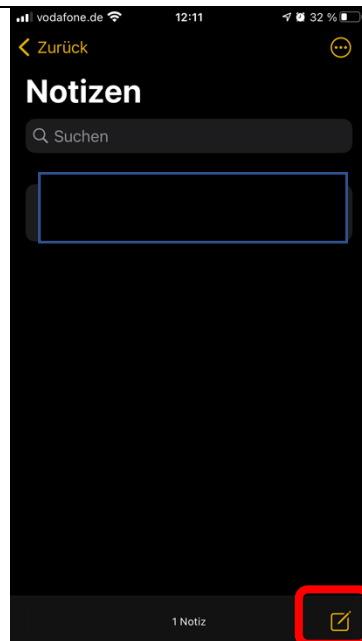 vodafone.de 12:11 32 %
Zurück
Notizen
Suchen
1 Notiz